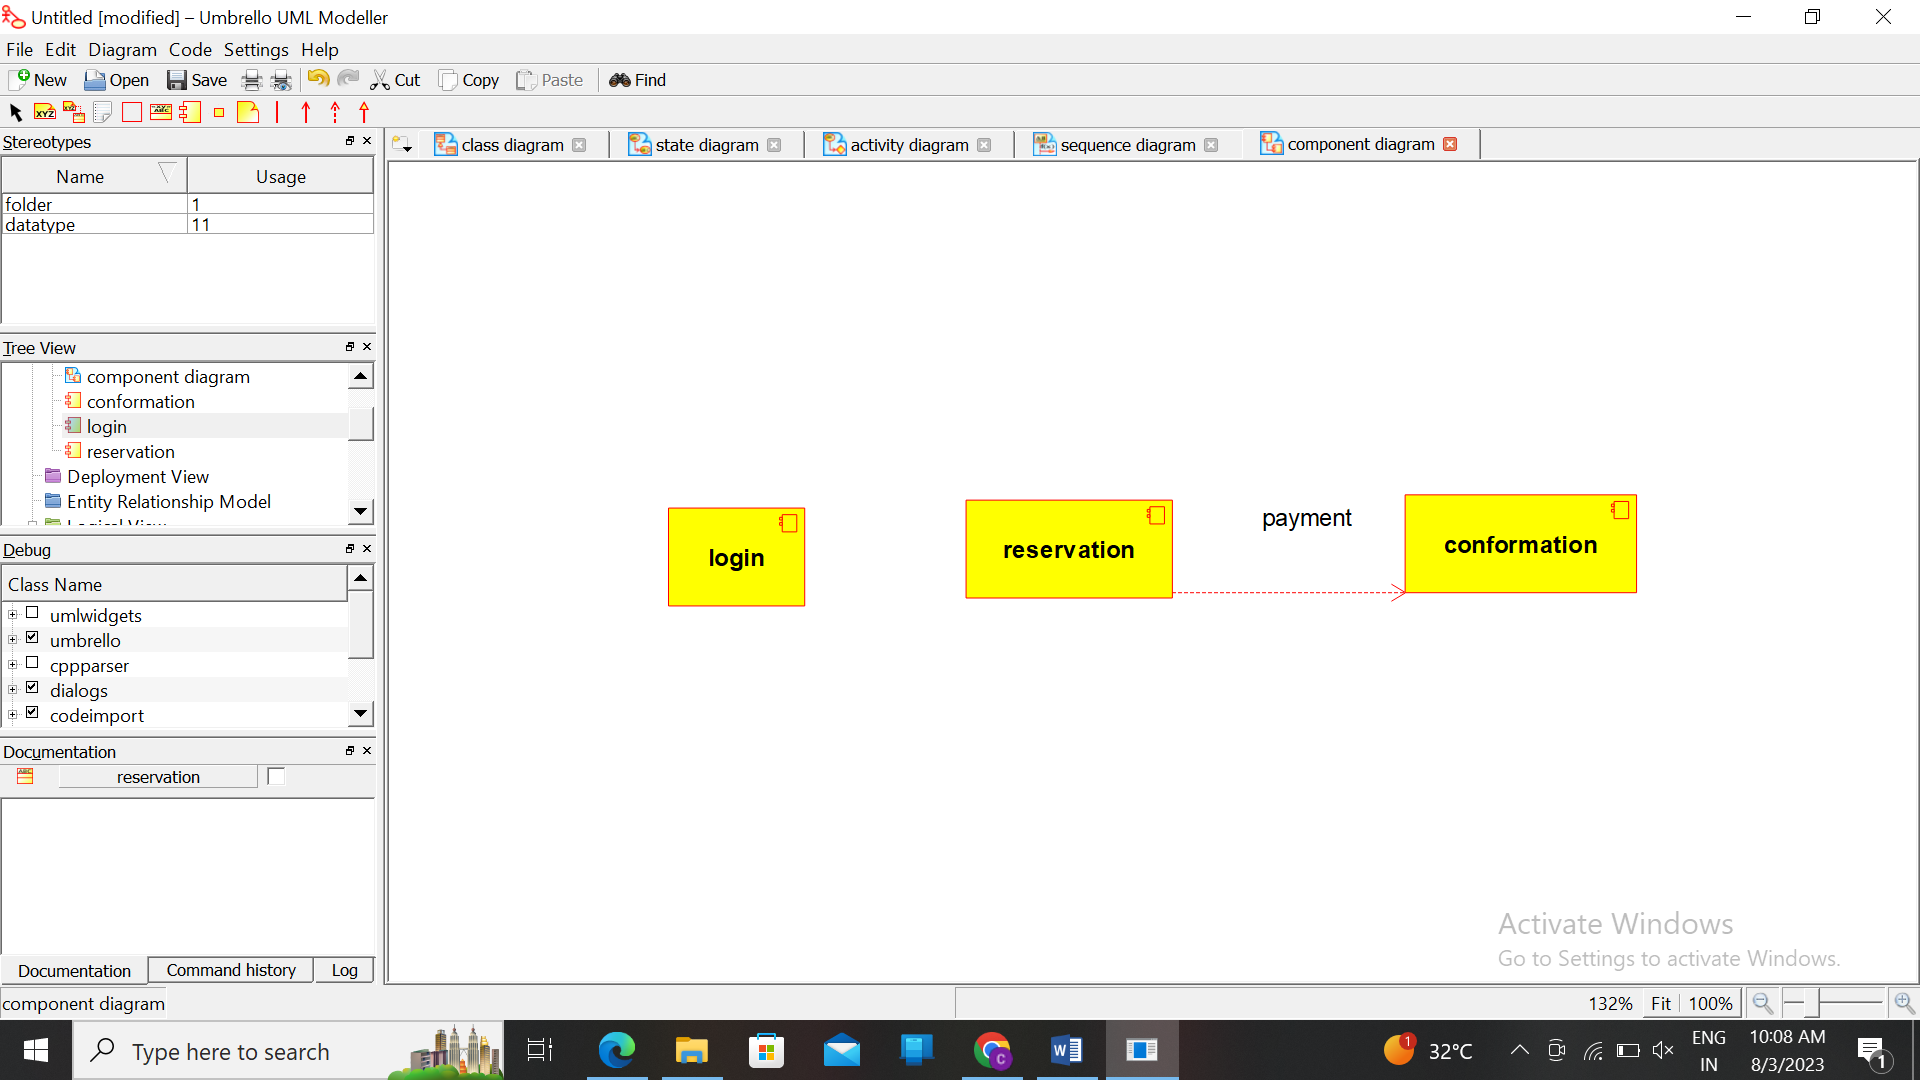 Untitled [modified] – Umbrello UML Modeller
File Edit Diagram Code Settings Help
New Open Save Cut Copy Paste Find
Stereotypes
class diagram state diagram activity diagram sequence diagram component diagram
Name Usage
folder 1
datatype 11
Tree View
component diagram
conformation
login
reservation
Deployment View
Entity Relationship Model
Logical View
login
reservation
payment
conformation
Debug
Class Name
umlwidgets
umbrello
cppparser
dialogs
codeimport
Documentation
reservation
Activate Windows
Go to Settings to activate Windows.
Documentation Command history Log
component diagram
132% Fit 100%
Type here to search
1
32°C
ENG
IN
10:08 AM
8/3/2023
1